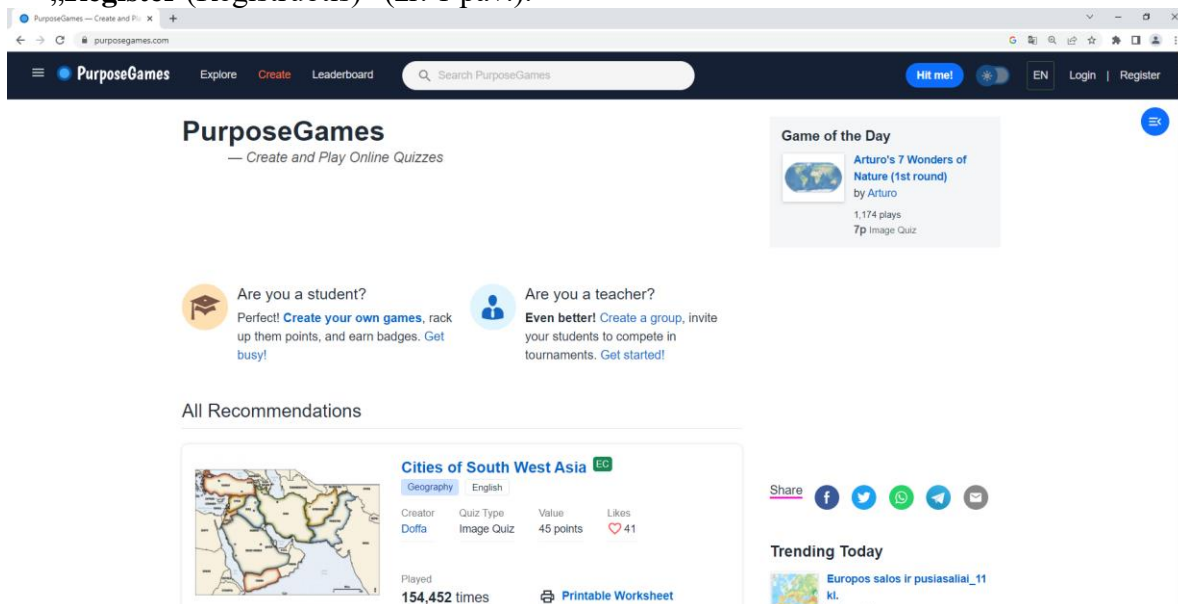 „Register (Registruotis)“ (žr. 1 pav.).
PurposeGames — Create and Pl
purposegames.com
PurposeGames
Explore
Create
Leaderboard
Search PurposeGames
Hit me!
EN
Login | Register
PurposeGames
— Create and Play Online Quizzes
Game of the Day
Arturo's 7 Wonders of
Nature (1st round)
by Arturo
1,174 plays
7p Image Quiz
Are you a student?
Perfect! Create your own games, rack
up them points, and earn badges. Get
busy!
Are you a teacher?
Even better! Create a group, invite
your students to compete in
tournaments. Get started!
All Recommendations
Cities of South West Asia EC
Geography English
Creator Quiz Type Value Likes
Doffa Image Quiz 45 points 41
Played
154,452 times
Printable Worksheet
Share
Trending Today
Europos salos ir pusiasaliai_11
kl.